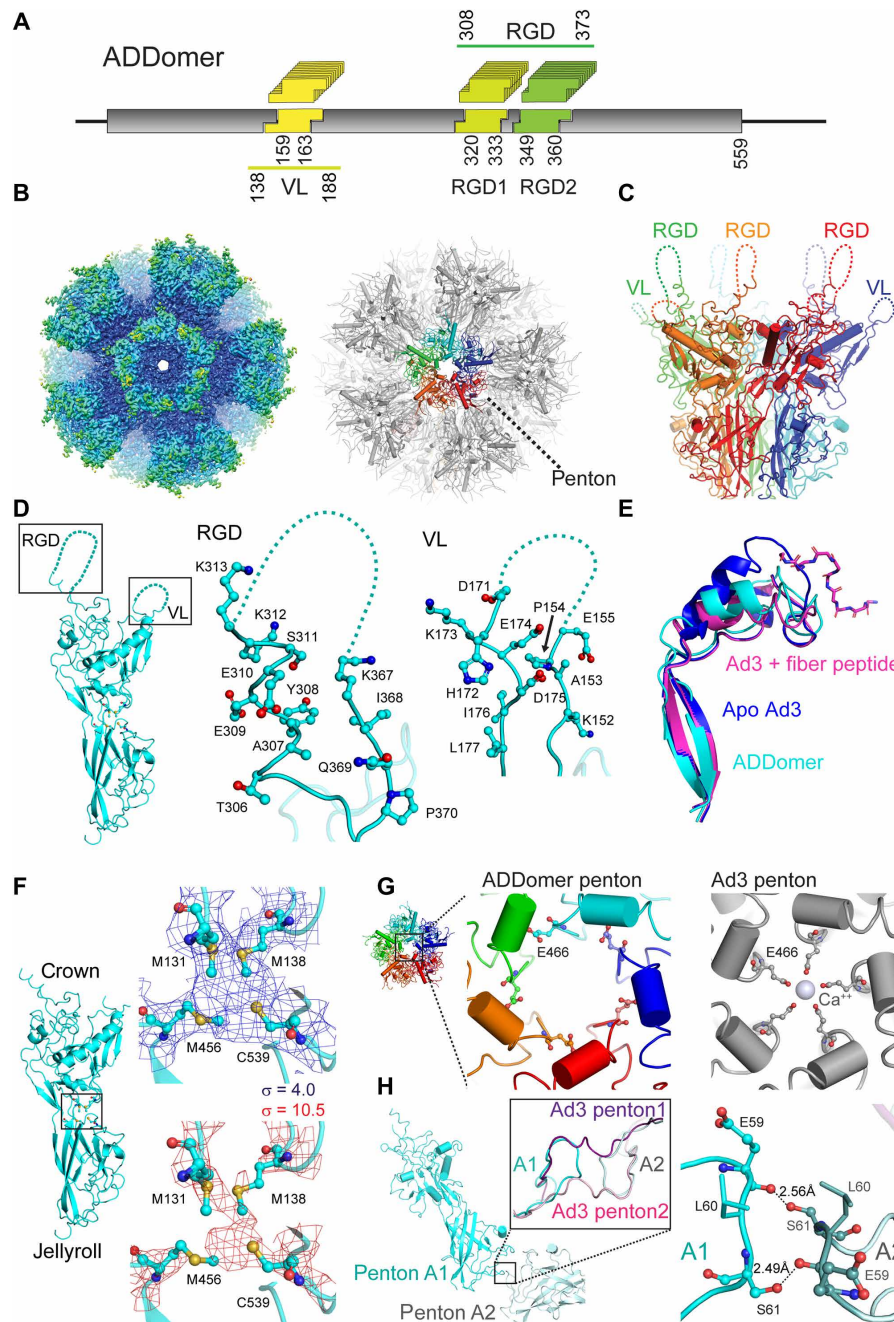 A
ADDomer
308
RGD
373
159
163
138
VL
188
320
333
349
360
RGD1
RGD2
559
B
Penton
C
RGD
RGD
RGD
VL
VL
D
RGD
VL
RGD
K313
K312
S311
E310
Y308
E309
A307
T306
K367
I368
Q369
P370
VL
D171
P154
E174
E155
K173
H172
A153
D175
I176
K152
L177
E
Ad3 + fiber peptide
Apo Ad3
ADDomer
F
Crown
Jellyroll
M131
M138
M456
C539
σ = 4.0
σ = 10.5
M131
M138
M456
C539
G
ADDomer penton
E466
Ad3 penton
E466
Ca++
H
Ad3 penton1
A1
A2
Ad3 penton2
Penton A1
Penton A2
E59
2.56Å
L60
L60
S61
A1
A2
2.49Å
E59
S61